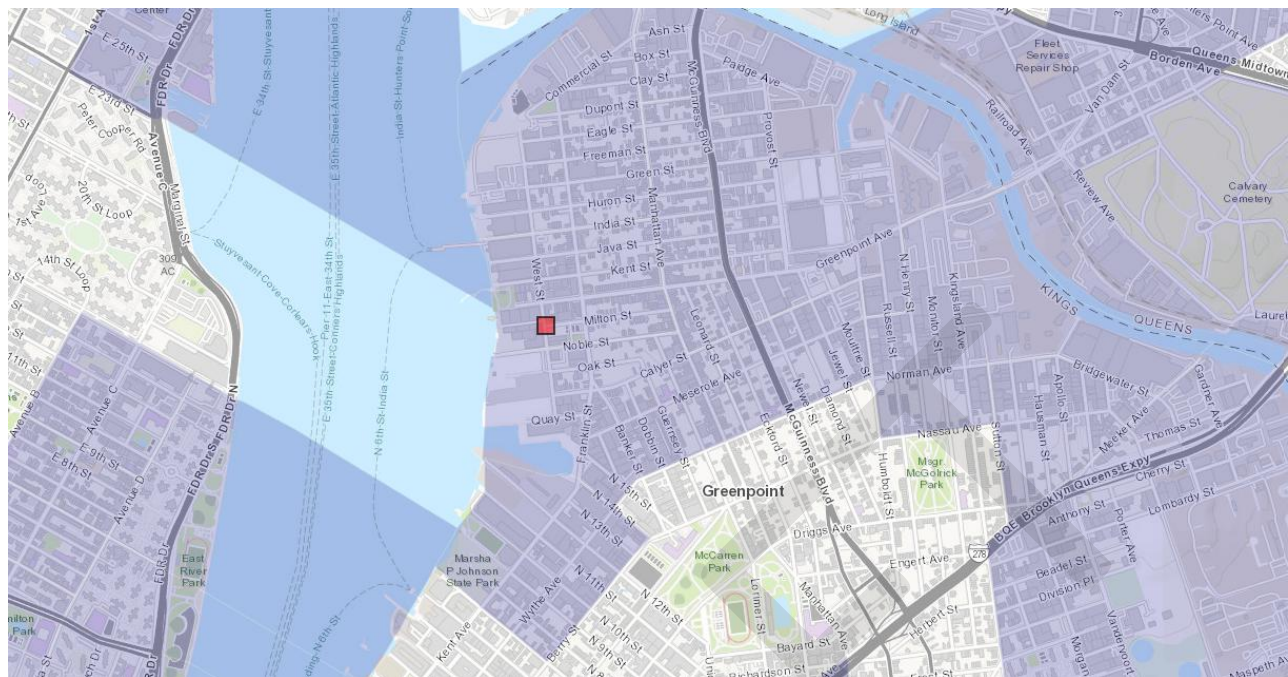 Center
E 25th St
E 23rd St
Peter Cooper Rd
FDR Dr
FDR Dr
Avenue C
Marginal St
20th St Loop
Loop
1st Ave
14th St Loop
309
AC
11th St
Avenue B
Avenue C
E 9th St
E 8th St
Avenue D
FDR Dr S
FDR Dr N
FDR Dr
East
River
Park
E 34th St-Stuyvesant
E 35th Street-Atlantic Highlands
India St-Hunters Point
Stuyvesant-Cove-Corlears Hook
Pier-11-East-34th St
E 35th-Street-Conners Highlands
N 6th St-India St
Commercial St
Ash St
Box St
Clay St
Dupont St
Eagle St
Freeman St
Green St
Huron St
India St
Java St
Kent St
West St
Milton St
Noble St
Oak St
Calyer St
Meserole Ave
Quay St
Franklin St
Banker St
Dobbin St
Guernsey St
Leonard St
Manhattan Ave
McGuinness Blvd
Paidge Ave
Provost St
Greenpoint Ave
N Henry St
Russell St
Moultrie St
Jewel St
Monitor St
Kingsland Ave
Norman Ave
Newel St
Diamond St
Eckford St
McGuinness Blvd
Humboldt St
Nassau Ave
Sutton St
Hausman St
Apollo St
Bridgewater St
Meeker Ave
Gardner Ave
Thomas St
Cherry St
Lombardy St
Anthony St
Porter Ave
Beadel St
Division Pl
Vandervoort
Morgan
Maspeth Av
BQE Brooklyn Queens Expy
278
Msgr.
McGolrick
Park
Greenpoint
Driggs Ave
Engert Ave
Herbert St
McCarren
Park
Lorimer St
Manhattan Ave
Bayard St
Richardson St
N 15th St
N 14th St
N 13th St
N 11th St
N 12th St
N 10th St
N 9th St
Wythe Ave
Berry St
Kent Ave
Marsha
P Johnson
State Park
Long Island
Fleet
Services
Repair Shop
Van Dam St
Queens Midtown
Borden Ave
Railroad Ave
Review Ave
Calvary
Cemetery
KINGS
QUEENS
Laurel